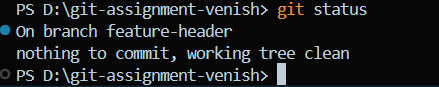 PS D:\git-assignment-venish> git status
On branch feature-header
nothing to commit, working tree clean
PS D:\git-assignment-venish>